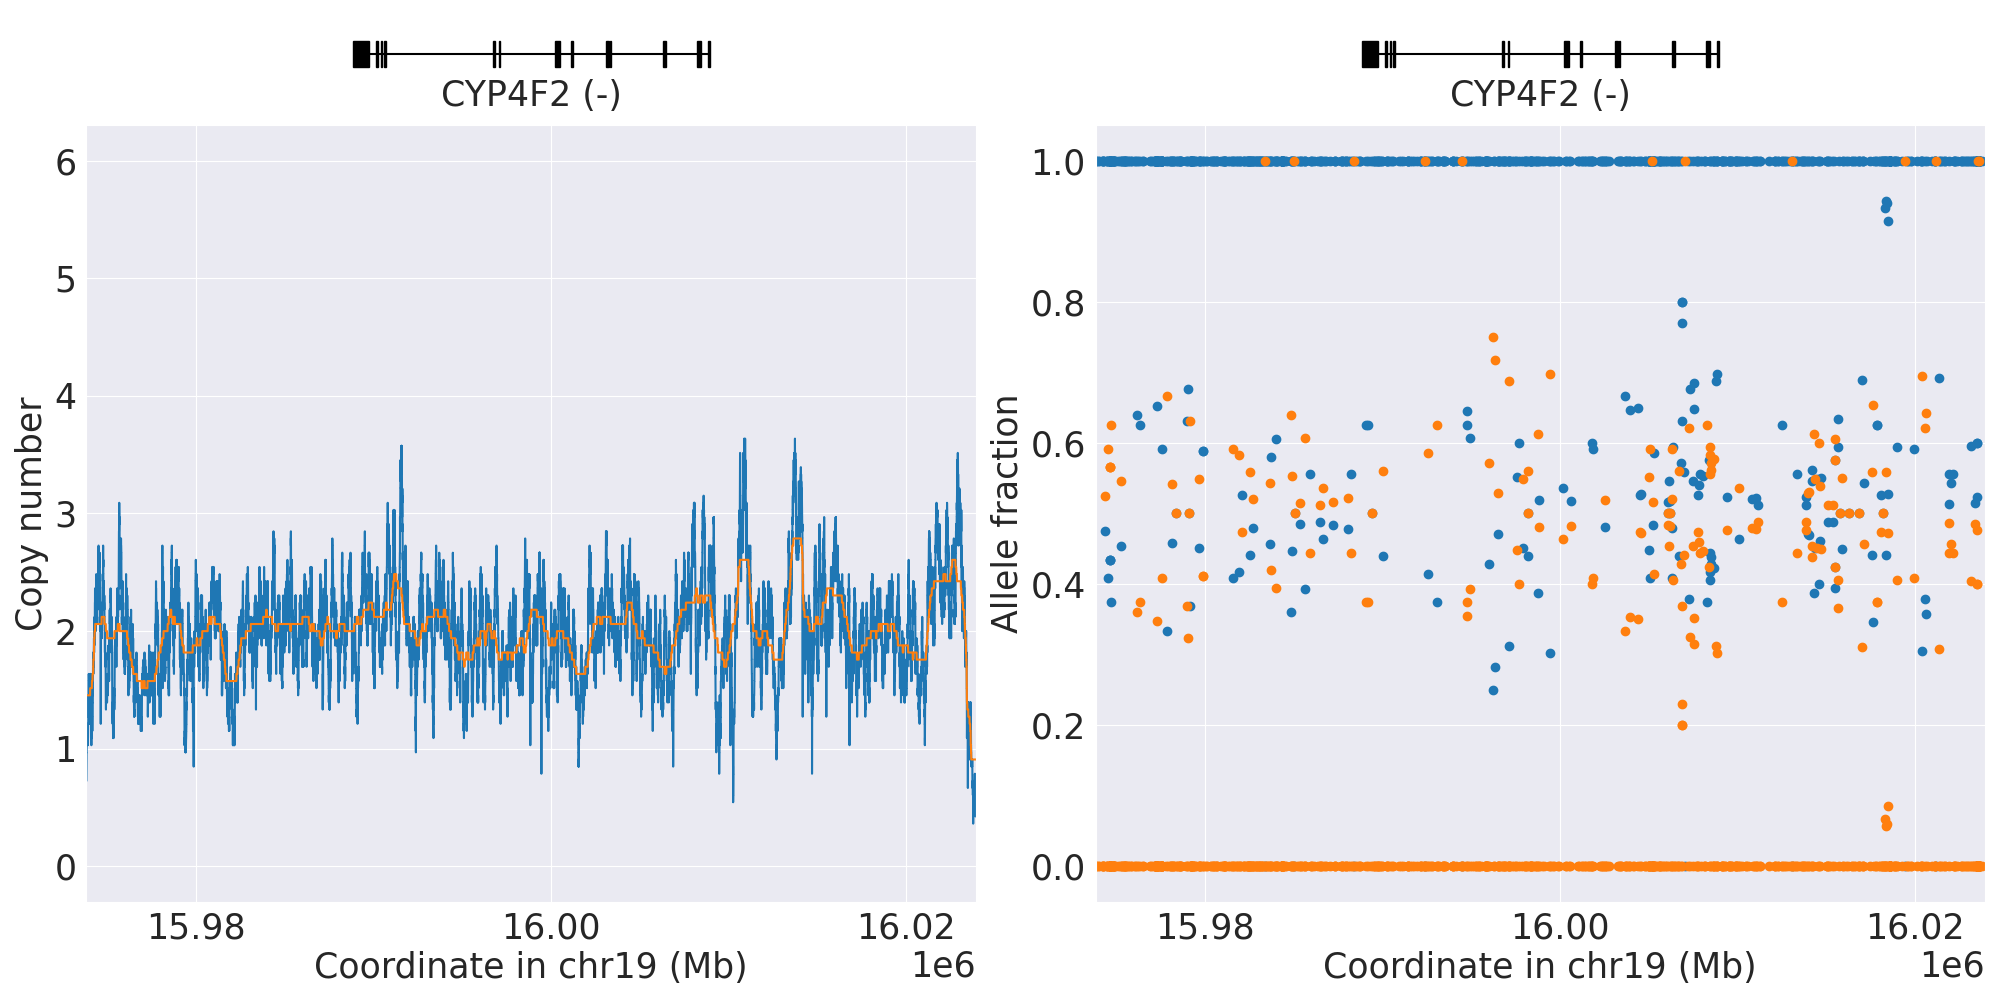 CYP4F2 (-)
6
5
4
3
2
1
0
Copy number
15.98
16.00
16.02
Coordinate in chr19 (Mb)
1e6
CYP4F2 (-)
1.0
0.8
0.6
0.4
0.2
0.0
Allele fraction
15.98
16.00
16.02
Coordinate in chr19 (Mb)
1e6